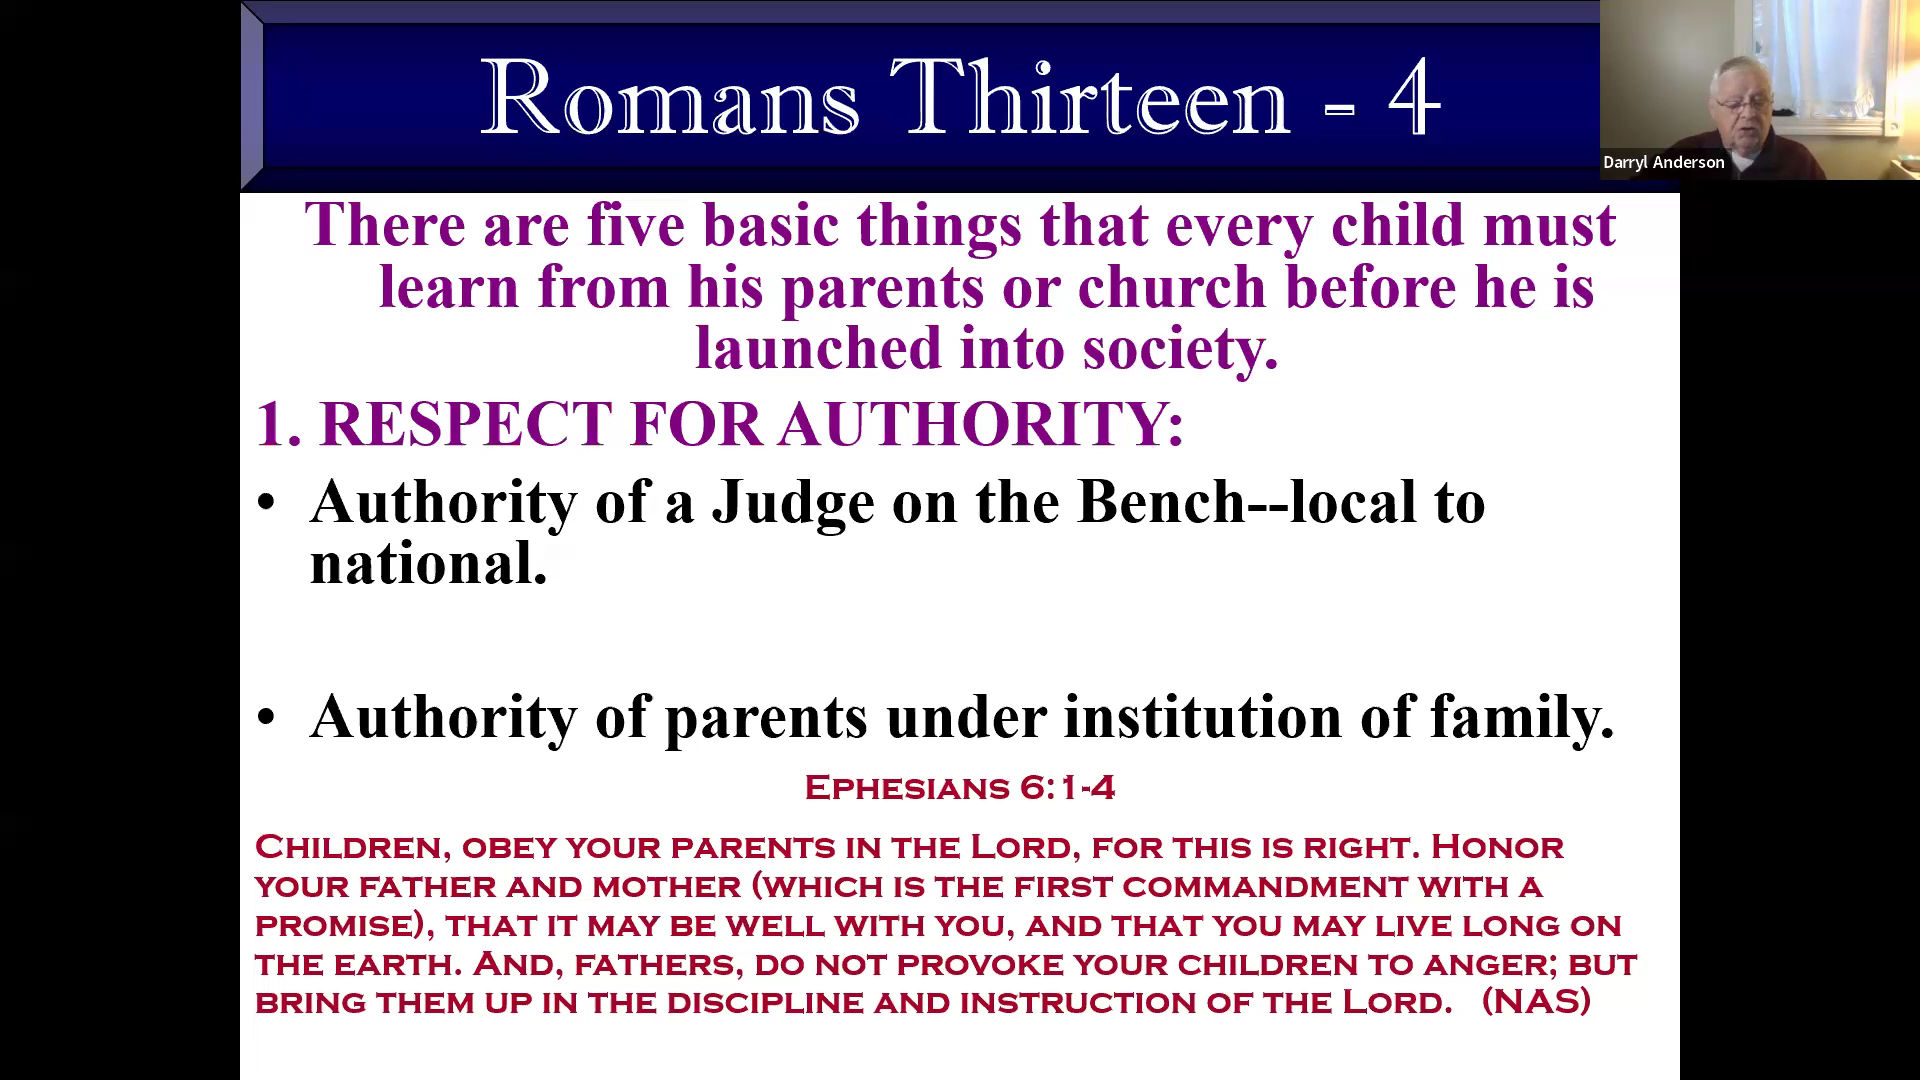 Romans Thirteen - 4
Darryl Anderson
There are five basic things that every child must
learn from his parents or church before he is
launched into society.
1. RESPECT FOR AUTHORITY:
• Authority of a Judge on the Bench--local to
national.
• Authority of parents under institution of family.
Ephesians 6:1-4
Children, obey your parents in the Lord, for this is right. Honor
your father and mother (which is the first commandment with a
promise), that it may be well with you, and that you may live long on
the earth. And, fathers, do not provoke your children to anger; but
bring them up in the discipline and instruction of the Lord. (NAS)